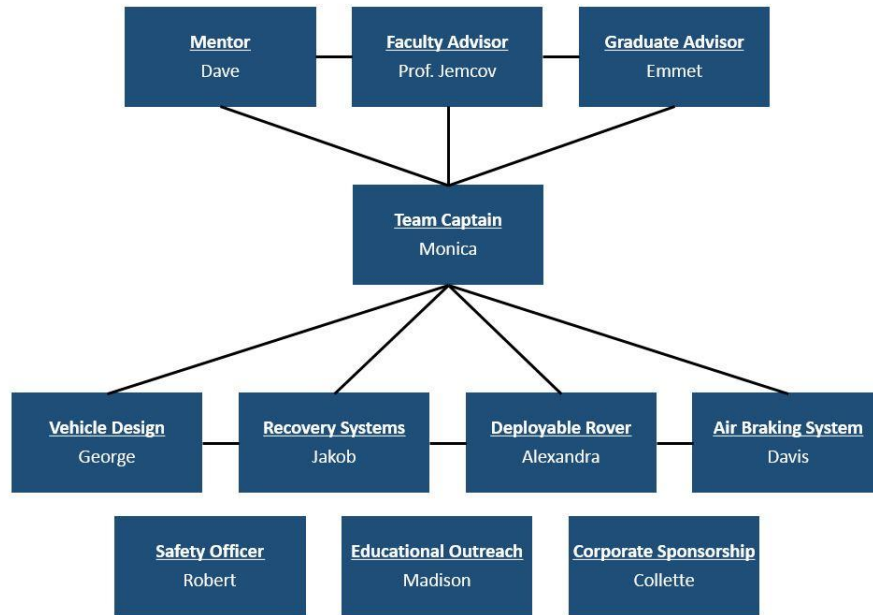 Mentor
Dave
Faculty Advisor
Prof. Jemcov
Graduate Advisor
Emmet
Team Captain
Monica
Vehicle Design
George
Recovery Systems
Jakob
Deployable Rover
Alexandra
Air Braking System
Davis
Safety Officer
Robert
Educational Outreach
Madison
Corporate Sponsorship
Collette